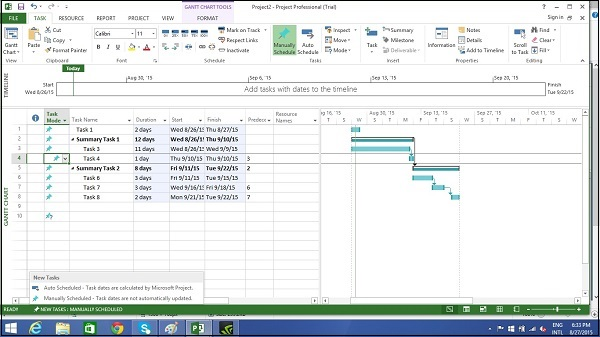 GANTT CHART TOOLS
Project2 - Project Professional (Trial)
FILE TASK RESOURCE REPORT PROJECT VIEW FORMAT
Gantt Chart
Paste
Cut
Copy
Format Painter
Calibri 11
Mark on Track
Respect Links
Inactivate
Manually Schedule
Auto Schedule
Inspect
Move
Mode
Task
Summary
Milestone
Deliverable
Information
Notes
Details
Add to Timeline
Scroll to Task
Find
Clear
Fill
View Clipboard Font Schedule Tasks Insert Properties Editing
TIMELINE
Today
Aug 30, '15 Sep 6, '15 Sep 13, '15 Sep 20, '15
Start
Wed 8/26/15
Add tasks with dates to the timeline
Finish
Tue 9/22/15
Task Mode Task Name Duration Start Finish Predec Resource Names
Aug 30, '15 Sep 13, '15 Sep 27, '15 Oct 11, '15
1 Task 1 2 days Wed 8/26/15 Thu 8/27/15
2 Summary Task 1 12 days Wed 8/26/15 Thu 9/10/15
3 Task 3 11 days Wed 8/26/15 Wed 9/9/15
4 Task 4 1 day Thu 9/10/15 Thu 9/10/15 3
5 Summary Task 2 8 days Fri 9/11/15 Tue 9/22/15 2
6 Task 6 3 days Fri 9/11/15 Tue 9/15/15
7 Task 7 3 days Wed 9/16/15 Fri 9/18/15 6
8 Task 8 2 days Mon 9/21/15 Tue 9/22/15 7
9
10
GANTT CHART
New Tasks
Auto Scheduled - Task dates are calculated by Microsoft Project.
Manually Scheduled - Task dates are not automatically updated.
READY NEW TASKS : MANUALLY SCHEDULED
ENG
INTL
6:33 PM
8/27/2015